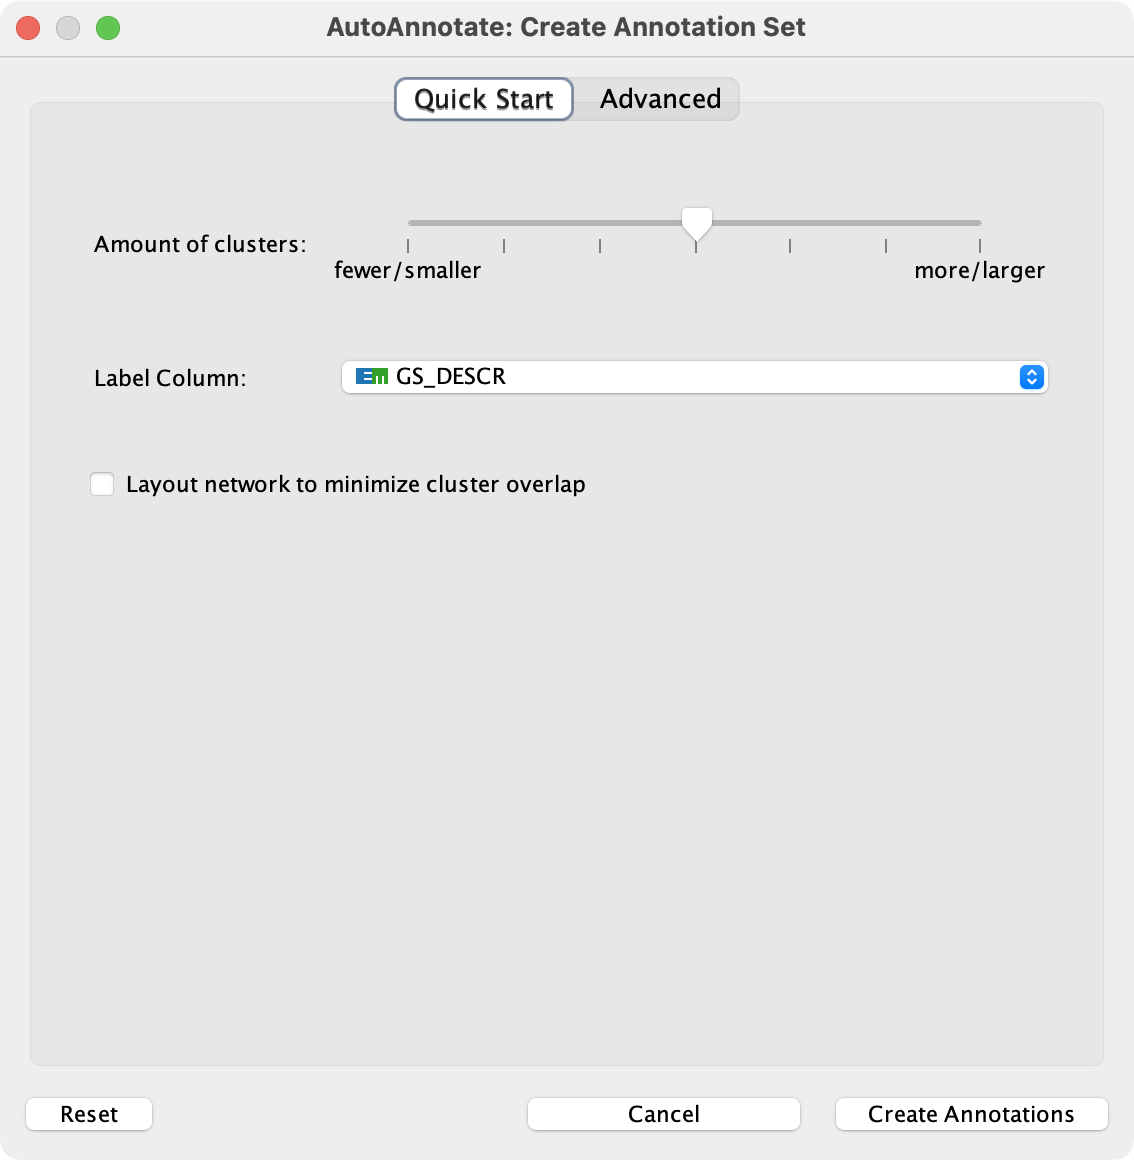 AutoAnnotate: Create Annotation Set
Quick Start Advanced
Amount of clusters:
fewer/smaller more/larger
Label Column: EM GS_DESCR
Layout network to minimize cluster overlap
Reset Cancel Create Annotations